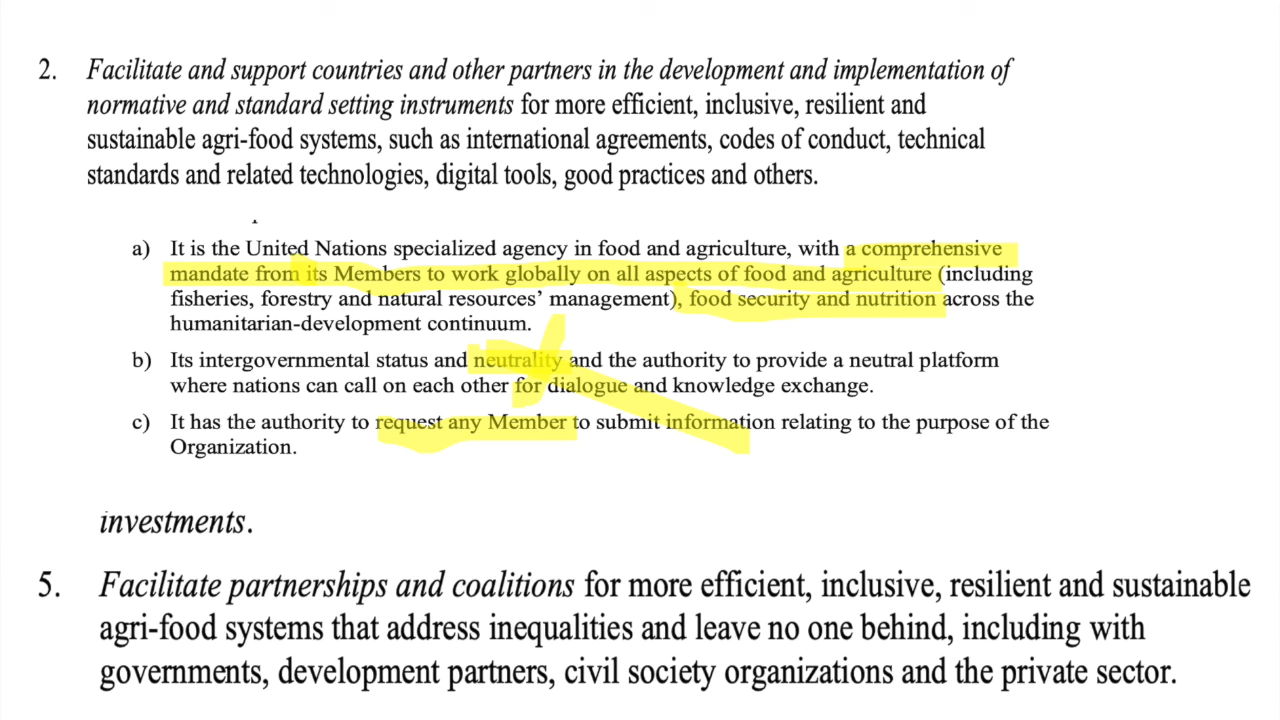 2. Facilitate and support countries and other partners in the development and implementation of
normative and standard setting instruments for more efficient, inclusive, resilient and
sustainable agri-food systems, such as international agreements, codes of conduct, technical
standards and related technologies, digital tools, good practices and others.
a) It is the United Nations specialized agency in food and agriculture, with a comprehensive
mandate from its Members to work globally on all aspects of food and agriculture (including
fisheries, forestry and natural resources’ management), food security and nutrition across the
humanitarian-development continuum.
b) Its intergovernmental status and neutrality and the authority to provide a neutral platform
where nations can call on each other for dialogue and knowledge exchange.
c) It has the authority to request any Member to submit information relating to the purpose of the
Organization.
investments.
5. Facilitate partnerships and coalitions for more efficient, inclusive, resilient and sustainable
agri-food systems that address inequalities and leave no one behind, including with
governments, development partners, civil society organizations and the private sector.